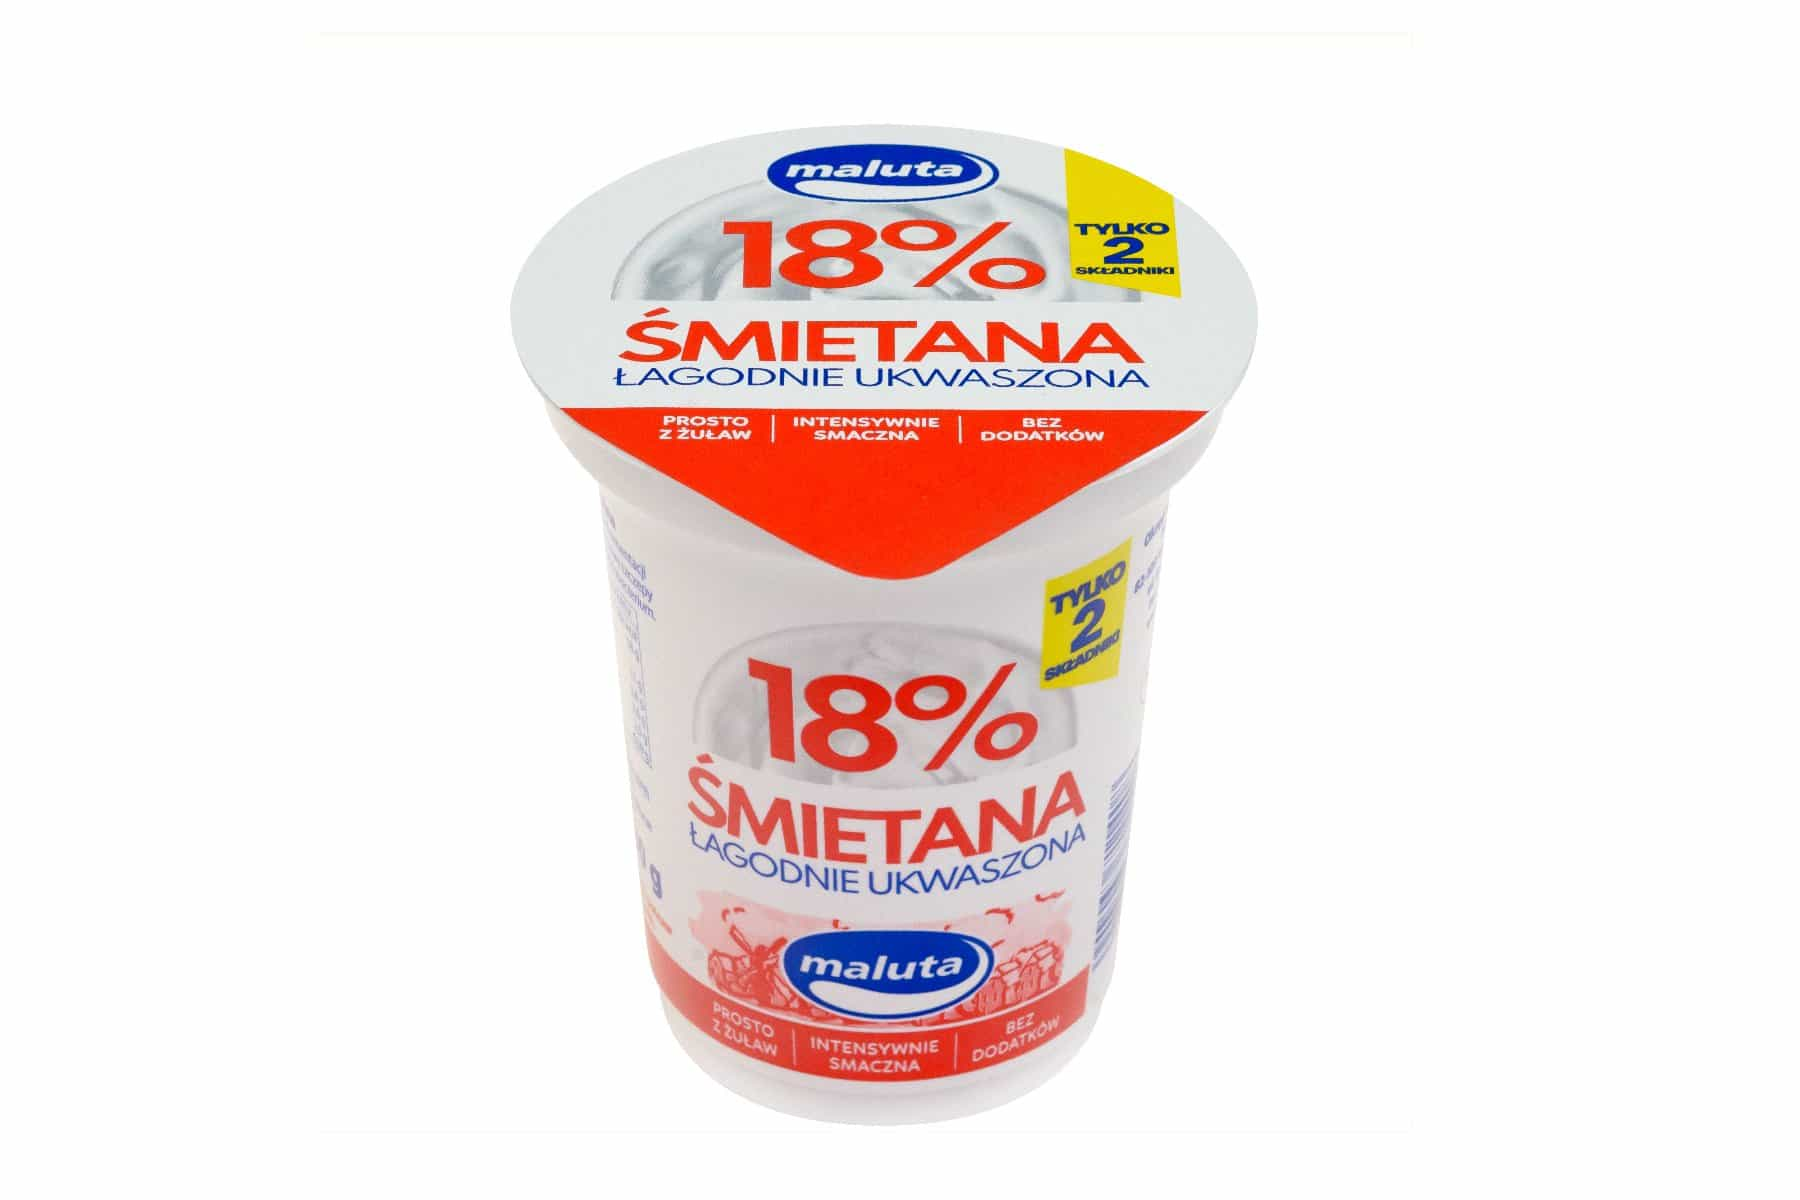 maluta
18%
TYLKO
2
SKŁADNIKI
ŚMIETANA
ŁAGODNIE UKWASZONA
PROSTO
Z ŻUŁAW
INTENSYWNIE
SMACZNA
BEZ
DODATKÓW
TYLKO
2
SKŁADNIKI
18%
ŚMIETANA
ŁAGODNIE UKWASZONA
g
maluta
PROSTO
Z ŻUŁAW
INTENSYWNIE
SMACZNA
BEZ
DODATKÓW